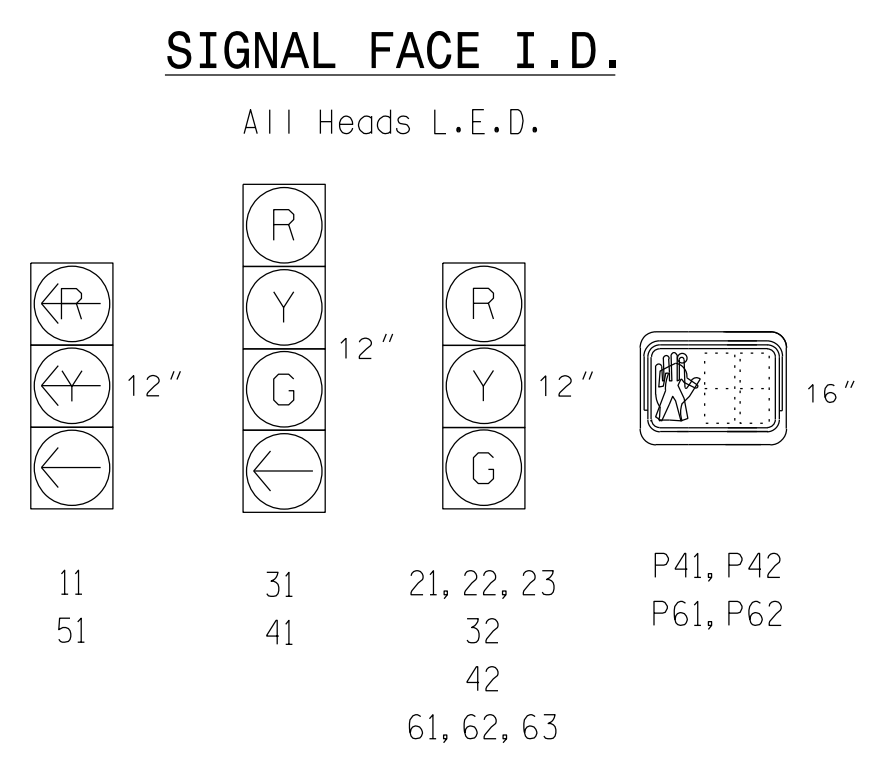 SIGNAL FACE I.D.
All Heads L.E.D.
R
Y
12"
11
51
R
Y
G
12"
31
41
R
Y
G
12"
21, 22, 23
32
42
61, 62, 63
16"
P41, P42
P61, P62